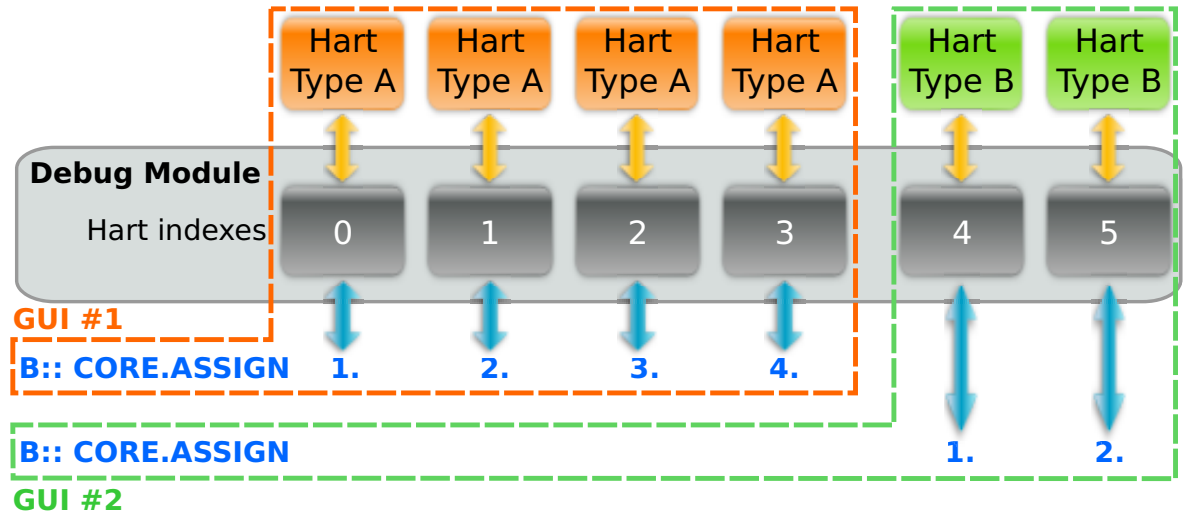 Hart Type A Hart Type A Hart Type A Hart Type A Hart Type B Hart Type B
Debug Module
Hart indexes 0 1 2 3 4 5
GUI #1
B:: CORE.ASSIGN 1. 2. 3. 4.
B:: CORE.ASSIGN 1. 2.
GUI #2